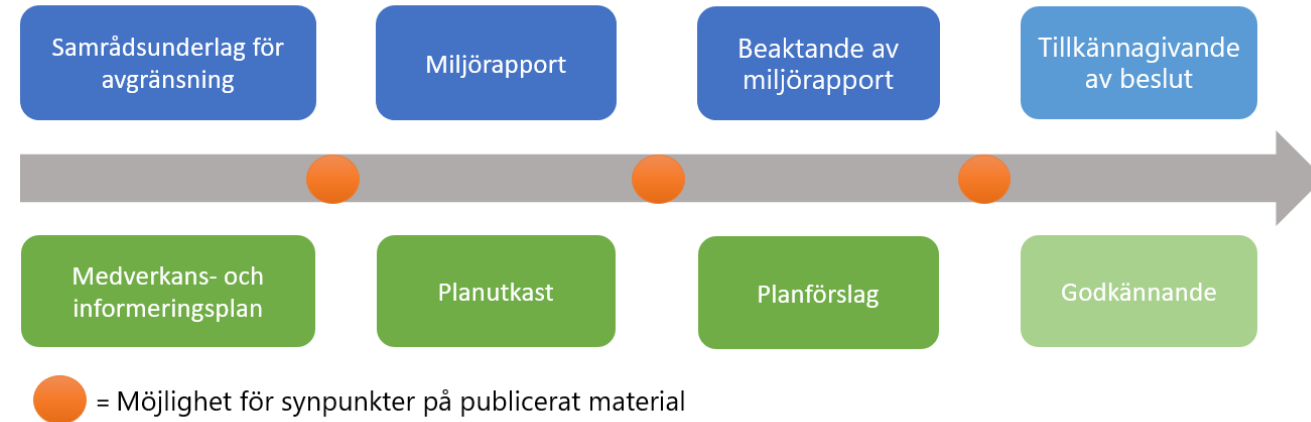 Samrådsunderlag för
avgränsning
Miljörapport
Beaktande av
miljörapport
Tillkännagivande
av beslut
Medverkans- och
informeringsplan
Planutkast
Planförslag
Godkännande
= Möjlighet för synpunkter på publicerat material